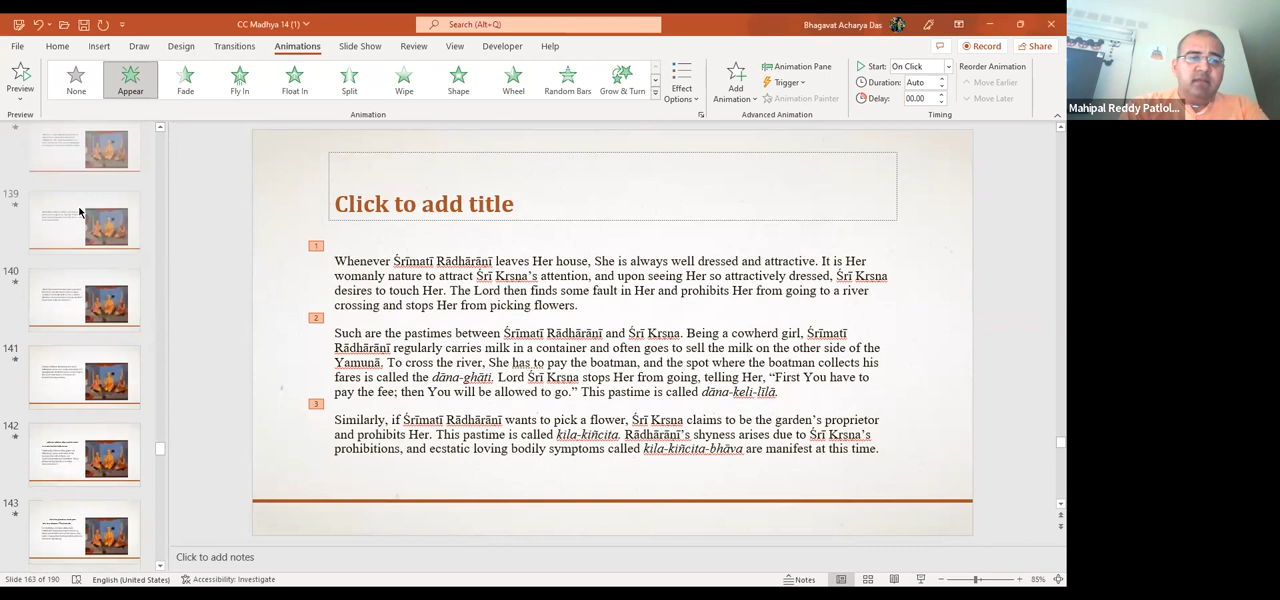 CC Madhya 14 (1)
Search (Alt+Q)
Bhagavat Acharya Das
File Home Insert Draw Design Transitions Animations Slide Show Review View Developer Help
Record Share
Preview
None Appear Fade Fly In Float In Split Wipe Shape Wheel Random Bars Grow & Turn
Effect Options
Add Animation
Animation Pane
Trigger
Animation Painter
Start: On Click
Duration: Auto
Delay: 00.00
Reorder Animation
Move Earlier
Move Later
Preview Animation Advanced Animation Timing
Mahipal Reddy Patlol...
139
140
141
142
143
Click to add title
1
Whenever Śrīmatī Rādhārāṇī leaves Her house, She is always well dressed and attractive. It is Her
womanly nature to attract Śrī Kṛṣṇa’s attention, and upon seeing Her so attractively dressed, Śrī Kṛṣṇa
desires to touch Her. The Lord then finds some fault in Her and prohibits Her from going to a river
crossing and stops Her from picking flowers.
2
Such are the pastimes between Śrīmatī Rādhārāṇī and Śrī Kṛṣṇa. Being a cowherd girl, Śrīmatī
Rādhārāṇī regularly carries milk in a container and often goes to sell the milk on the other side of the
Yamunā. To cross the river, She has to pay the boatman, and the spot where the boatman collects his
fares is called the dāna-ghāṭi. Lord Śrī Kṛṣṇa stops Her from going, telling Her, “First You have to
pay the fee; then You will be allowed to go.” This pastime is called dāna-keli-līlā.
3
Similarly, if Śrīmatī Rādhārāṇī wants to pick a flower, Śrī Kṛṣṇa claims to be the garden’s proprietor
and prohibits Her. This pastime is called kila-kiñcita. Rādhārāṇī’s shyness arises due to Śrī Kṛṣṇa’s
prohibitions, and ecstatic loving bodily symptoms called kila-kiñcita-bhāva are manifest at this time.
Click to add notes
Slide 163 of 190 English (United States) Accessibility: Investigate Notes 85%